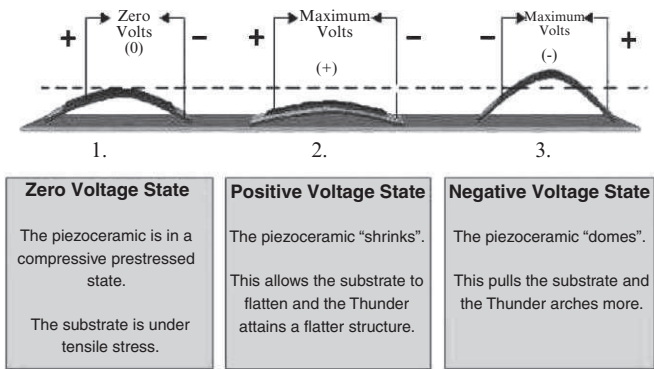 Zero
Volts
(0)
+
−
Maximum
Volts
(+)
+
−
Maximum
Volts
(-)
−
+
1.
2.
3.
Zero Voltage State
The piezoceramic is in a
compressive prestressed
state.
The substrate is under
tensile stress.
Positive Voltage State
The piezoceramic “shrinks”.
This allows the substrate to
flatten and the Thunder
attains a flatter structure.
Negative Voltage State
The piezoceramic “domes”.
This pulls the substrate and
the Thunder arches more.